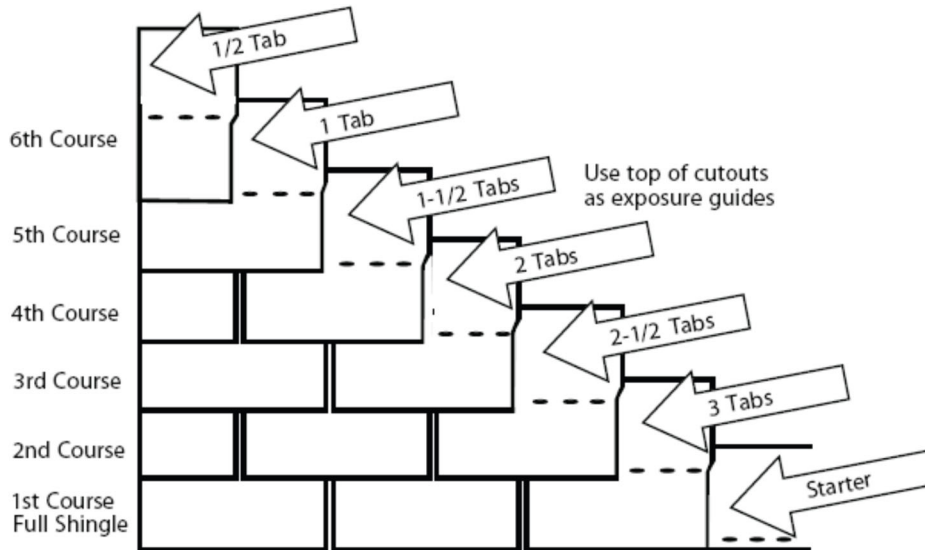 1/2 Tab
1 Tab
6th Course
1-1/2 Tabs
Use top of cutouts
as exposure guides
5th Course
2 Tabs
4th Course
2-1/2 Tabs
3rd Course
3 Tabs
2nd Course
1st Course
Full Shingle
Starter